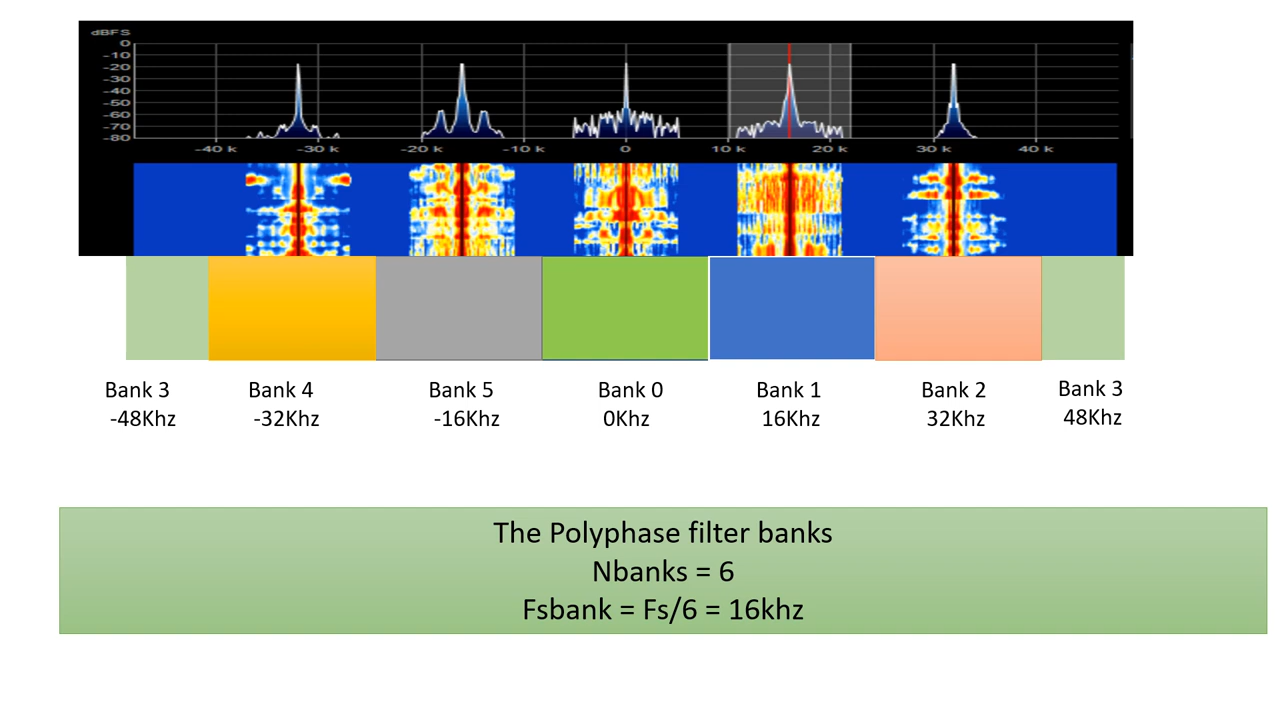 dBFS
0
-10
-20
-30
-40
-50
-60
-70
-80
-40 k -30 k -20 k -10 k 0 10 k 20 k 30 k 40 k
Bank 3 Bank 4 Bank 5 Bank 0 Bank 1 Bank 2 Bank 3
-48Khz -32Khz -16Khz 0Khz 16Khz 32Khz 48Khz
The Polyphase filter banks
Nbanks = 6
Fsbank = Fs/6 = 16khz